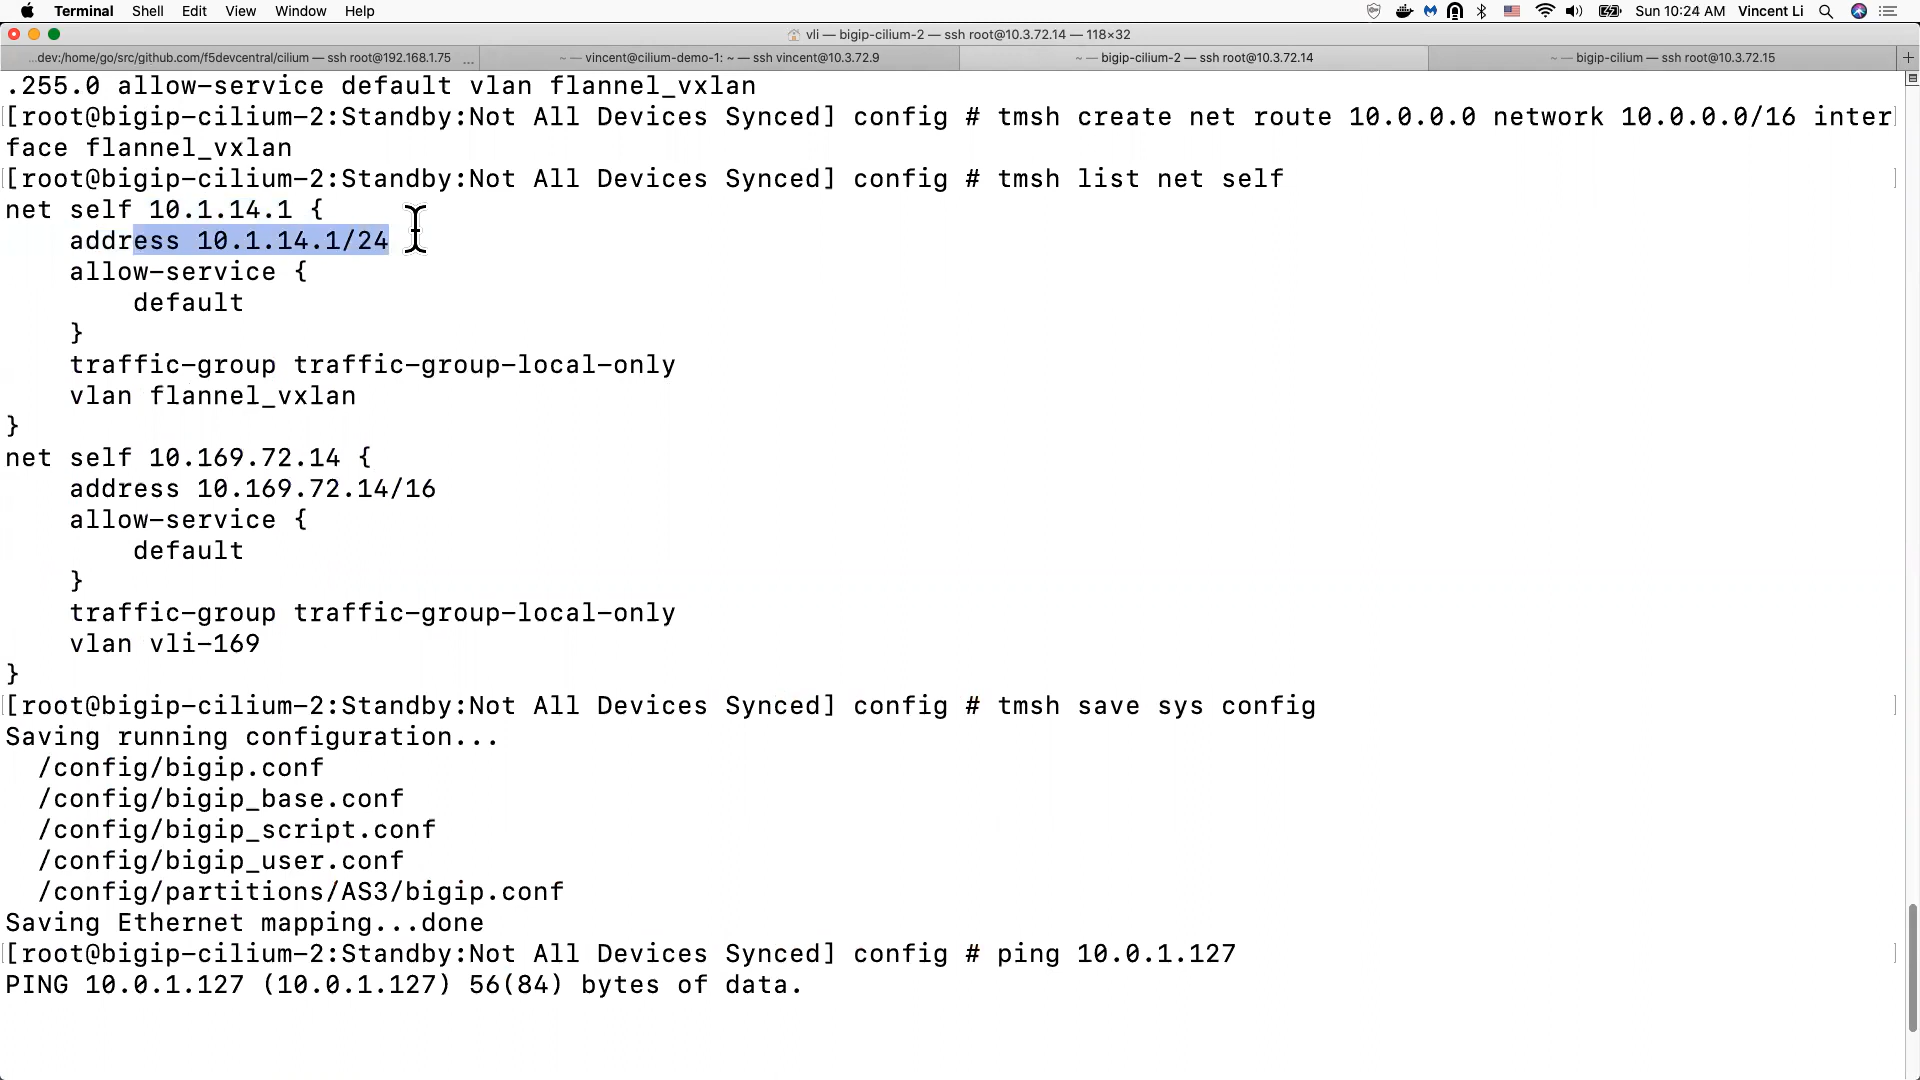 Terminal Shell Edit View Window Help Sun 10:24 AM Vincent Li
vli — bigip-cilium-2 — ssh root@10.3.72.14 — 118×32
...dev:/home/go/src/github.com/f5devcentral/cilium — ssh root@192.168.1.75 ... ~ — vincent@cilium-demo-1: ~ — ssh vincent@10.3.72.9 ~ — bigip-cilium-2 — ssh root@10.3.72.14 ~ — bigip-cilium — ssh root@10.3.72.15 +
.255.0 allow-service default vlan flannel_vxlan
[root@bigip-cilium-2:Standby:Not All Devices Synced] config # tmsh create net route 10.0.0.0 network 10.0.0.0/16 inter
face flannel_vxlan
[root@bigip-cilium-2:Standby:Not All Devices Synced] config # tmsh list net self
net self 10.1.14.1 {
    address 10.1.14.1/24
    allow-service {
        default
    }
    traffic-group traffic-group-local-only
    vlan flannel_vxlan
}
net self 10.169.72.14 {
    address 10.169.72.14/16
    allow-service {
        default
    }
    traffic-group traffic-group-local-only
    vlan vli-169
}
[root@bigip-cilium-2:Standby:Not All Devices Synced] config # tmsh save sys config
Saving running configuration...
  /config/bigip.conf
  /config/bigip_base.conf
  /config/bigip_script.conf
  /config/bigip_user.conf
  /config/partitions/AS3/bigip.conf
Saving Ethernet mapping...done
[root@bigip-cilium-2:Standby:Not All Devices Synced] config # ping 10.0.1.127
PING 10.0.1.127 (10.0.1.127) 56(84) bytes of data.